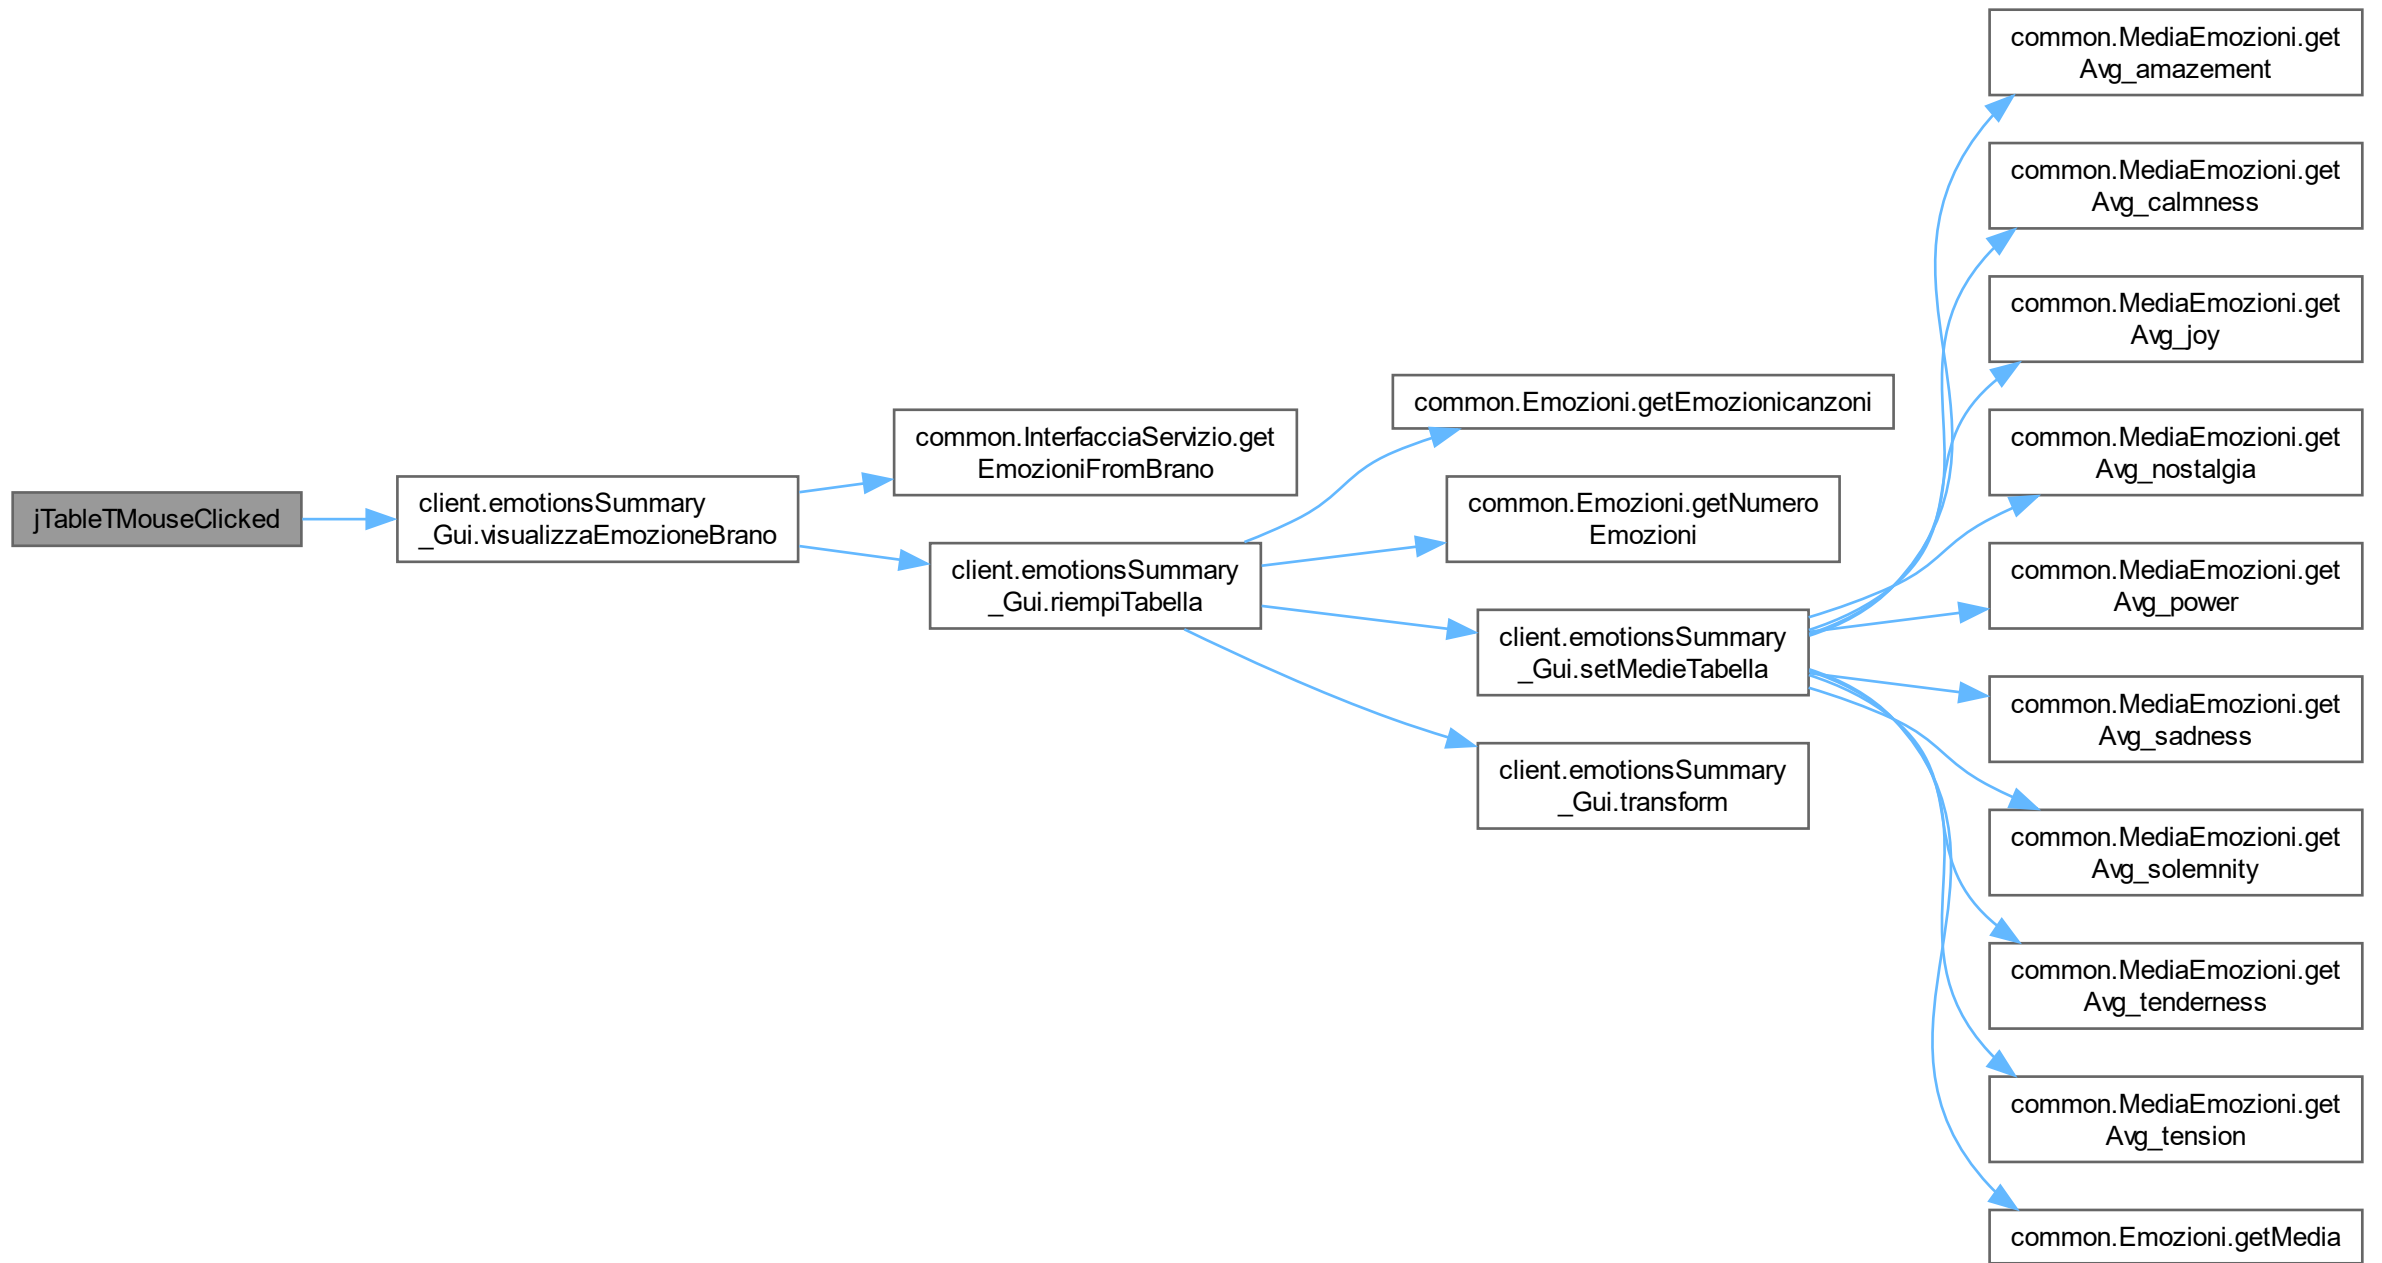 jTableTMouseClicked
client.emotionsSummary
_Gui.visualizzaEmozioneBrano
common.InterfacciaServizio.get
EmozioniFromBrano
client.emotionsSummary
_Gui.riempiTabella
common.Emozioni.getEmozionicanzoni
common.Emozioni.getNumero
Emozioni
client.emotionsSummary
_Gui.setMedieTabella
client.emotionsSummary
_Gui.transform
common.MediaEmozioni.get
Avg_amazement
common.MediaEmozioni.get
Avg_calmness
common.MediaEmozioni.get
Avg_joy
common.MediaEmozioni.get
Avg_nostalgia
common.MediaEmozioni.get
Avg_power
common.MediaEmozioni.get
Avg_sadness
common.MediaEmozioni.get
Avg_solemnity
common.MediaEmozioni.get
Avg_tenderness
common.MediaEmozioni.get
Avg_tension
common.Emozioni.getMedia